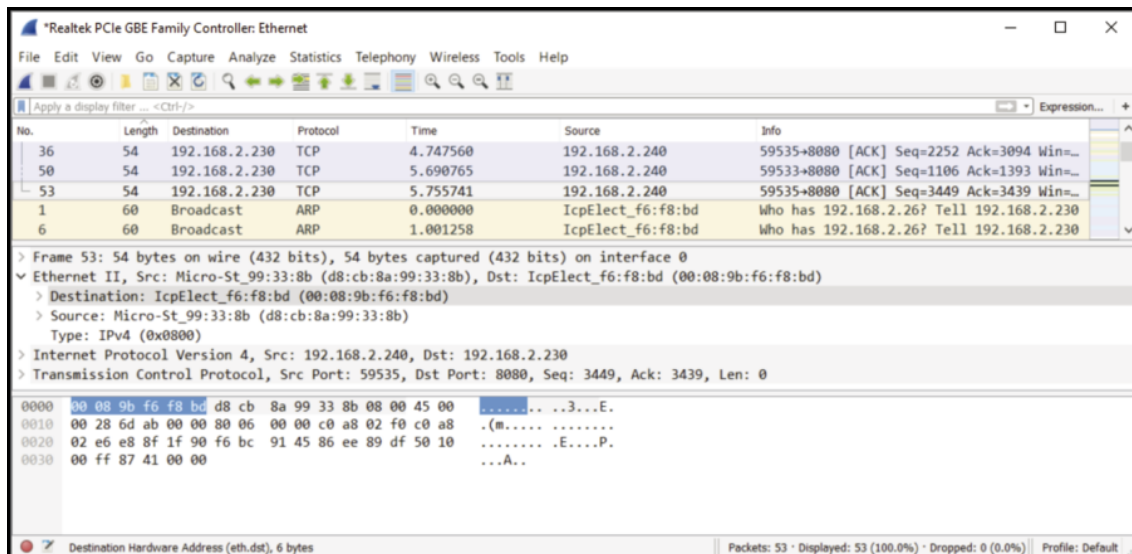 *Realtek PCIe GBE Family Controller: Ethernet
File Edit View Go Capture Analyze Statistics Telephony Wireless Tools Help
Apply a display filter ... <Ctrl-/> Expression... +
No. Length Destination Protocol Time Source Info
36 54 192.168.2.230 TCP 4.747560 192.168.2.240 59535→8080 [ACK] Seq=2252 Ack=3094 Win=…
50 54 192.168.2.230 TCP 5.690765 192.168.2.240 59533→8080 [ACK] Seq=1106 Ack=1393 Win=…
53 54 192.168.2.230 TCP 5.755741 192.168.2.240 59535→8080 [ACK] Seq=3449 Ack=3439 Win=…
1 60 Broadcast ARP 0.000000 IcpElect_f6:f8:bd Who has 192.168.2.26? Tell 192.168.2.230
6 60 Broadcast ARP 1.001258 IcpElect_f6:f8:bd Who has 192.168.2.26? Tell 192.168.2.230
> Frame 53: 54 bytes on wire (432 bits), 54 bytes captured (432 bits) on interface 0
Ethernet II, Src: Micro-St_99:33:8b (d8:cb:8a:99:33:8b), Dst: IcpElect_f6:f8:bd (00:08:9b:f6:f8:bd)
> Destination: IcpElect_f6:f8:bd (00:08:9b:f6:f8:bd)
> Source: Micro-St_99:33:8b (d8:cb:8a:99:33:8b)
Type: IPv4 (0x0800)
> Internet Protocol Version 4, Src: 192.168.2.240, Dst: 192.168.2.230
> Transmission Control Protocol, Src Port: 59535, Dst Port: 8080, Seq: 3449, Ack: 3439, Len: 0
0000 00 08 9b f6 f8 bd d8 cb 8a 99 33 8b 08 00 45 00 ........ ..3...E.
0010 00 28 6d ab 00 00 80 06 00 00 c0 a8 02 f0 c0 a8 .(m..... ........
0020 02 e6 e8 8f 1f 90 f6 bc 91 45 86 ee 89 df 50 10 ........ .E....P.
0030 00 ff 87 41 00 00 ...A..
Destination Hardware Address (eth.dst), 6 bytes Packets: 53 · Displayed: 53 (100.0%) · Dropped: 0 (0.0%) Profile: Default